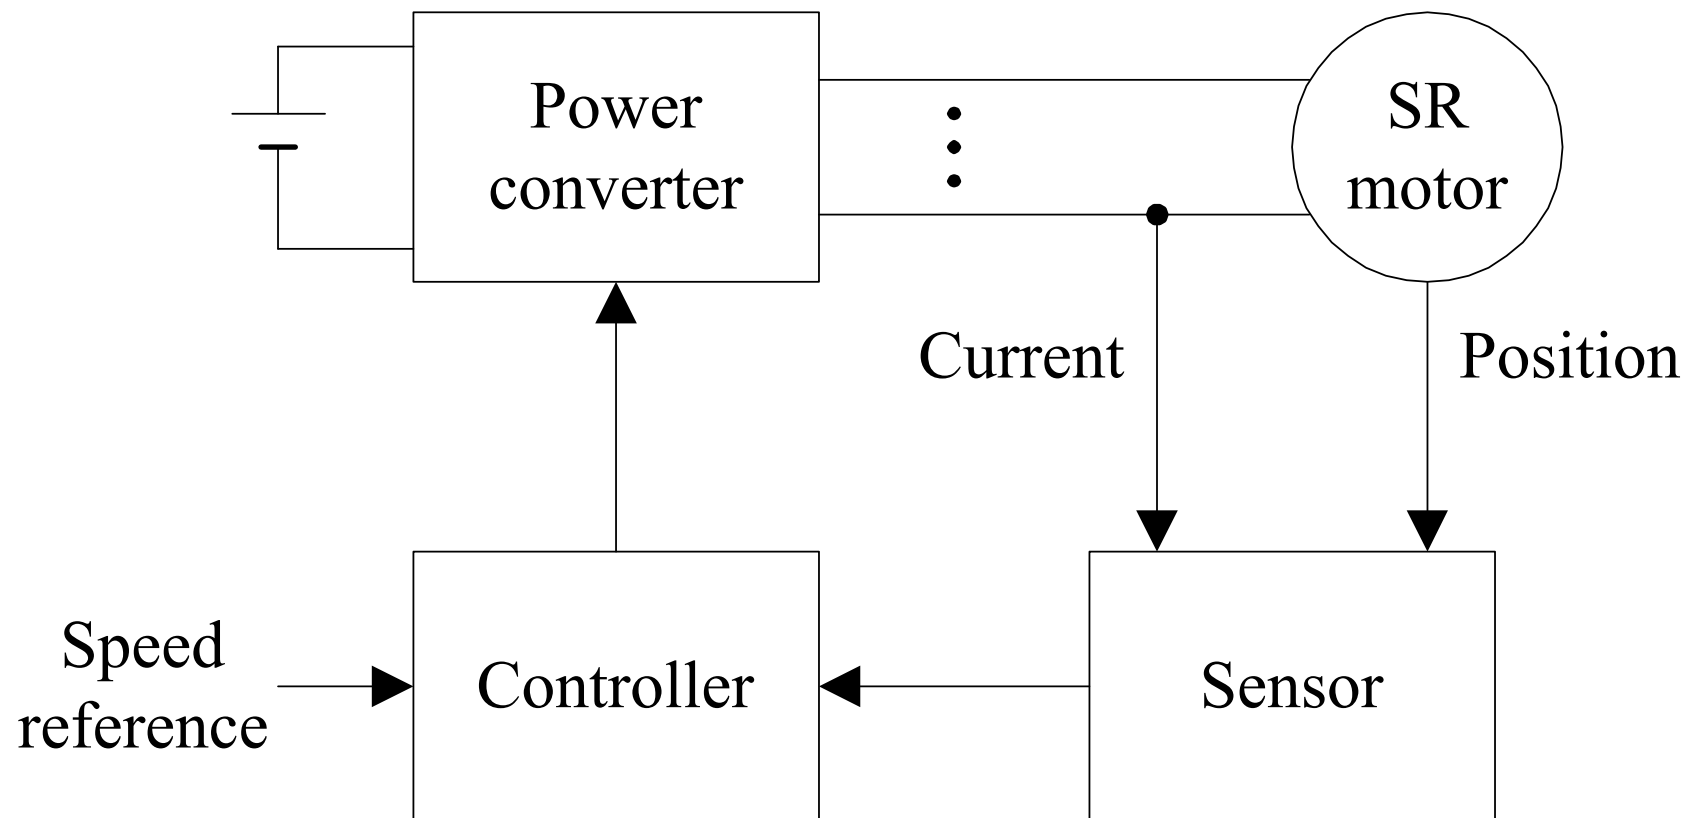 Power
converter
SR
motor
Current
Position
Speed
reference
Controller
Sensor